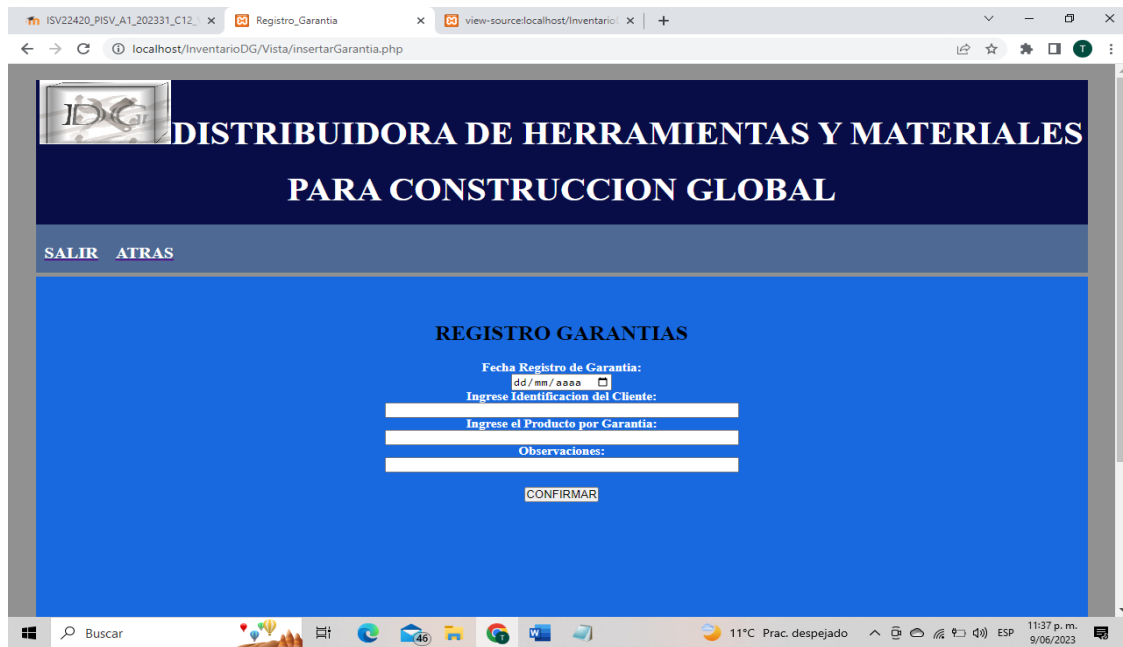 ISV22420_PISV_A1_202331_C12_
Registro_Garantia
view-source:localhost/Inventario
localhost/InventarioDG/Vista/insertarGarantia.php
T
IDG
DISTRIBUIDORA DE HERRAMIENTAS Y MATERIALES
PARA CONSTRUCCION GLOBAL
SALIR ATRAS
REGISTRO GARANTIAS
Fecha Registro de Garantia:
dd/mm/aaaa
Ingrese Identificacion del Cliente:
Ingrese el Producto por Garantia:
Observaciones:
CONFIRMAR
Buscar
46
11°C Prac. despejado
ESP
11:37 p. m.
9/06/2023